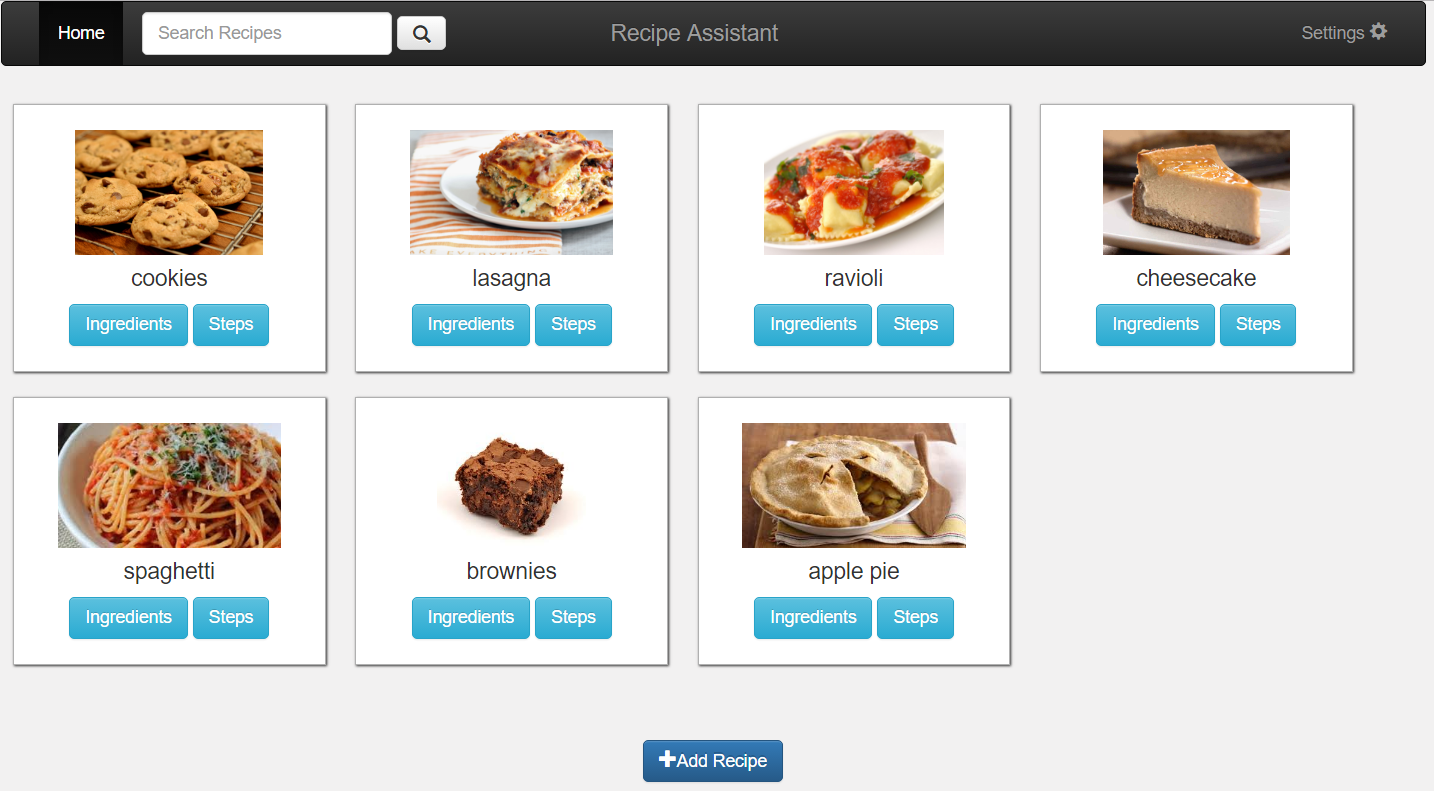 Home Search Recipes Recipe Assistant Settings
cookies lasagna ravioli cheesecake
Ingredients Steps Ingredients Steps Ingredients Steps Ingredients Steps
spaghetti brownies apple pie
Ingredients Steps Ingredients Steps Ingredients Steps
Add Recipe